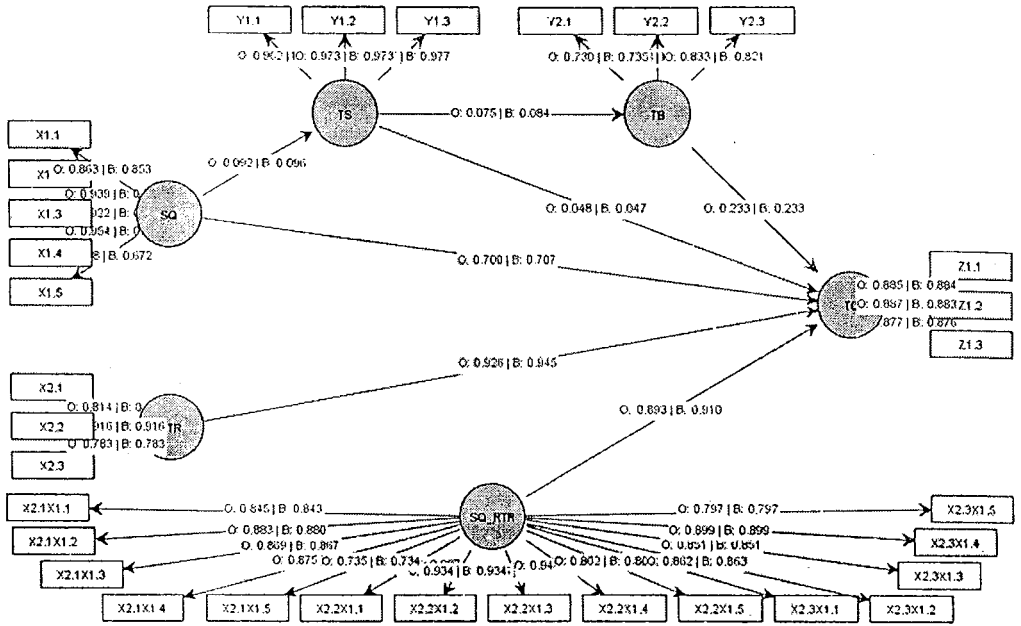 Y1.1 Y1.2 Y1.3 Y2.1 Y2.2 Y2.3
O: 0.973 | B: 0.973 | B: 0.977 O: 0.730 | B: 0.735 O: 0.833 | B: 0.821
TS O: 0.075 | B: 0.084 TB
X1.1
O: 0.863 | B: 0.853 O: 0.092 | B: 0.096
O: 0.939 | B:
X1.3 SQ O: 0.048 | B: 0.047 O: 0.233 | B: 0.233
O: 0.954 | B:
X1.4 B: 0.672 O: 0.700 | B: 0.707 Z1.1
X1.5 O: 0.885 | B: 0.884
O: 0.887 | B: 0.883 Z1.2
0.877 | B: 0.876
Z1.3
O: 0.926 | B: 0.945
X2.1
O: 0.814 | B: O: 0.893 | B: 0.910
X2.2 916 | B: 0.916 TR
O: 0.783 | B: 0.783
X2.3
X2.1X1.1 O: 0.845 | B: 0.843 SQ_RTR O: 0.797 | B: 0.797 X2.3X1.5
X2.1X1.2 O: 0.883 | B: 0.880 O: 0.899 | B: 0.899 X2.3X1.4
O: 0.869 | B: 0.867 O: 0.851 | B: 0.851
X2.1X1.3 O: 0.875 O: 0.735 | B: 0.734 O: 0.934 | B: 0.934 O: 0.802 | B: 0.80 O: 0.862 | B: 0.863 X2.3X1.3
X2.1X1.4 X2.1X1.5 X2.2X1.1 X2.2X1.2 X2.2X1.3 X2.2X1.4 X2.2X1.5 X2.3X1.1 X2.3X1.2